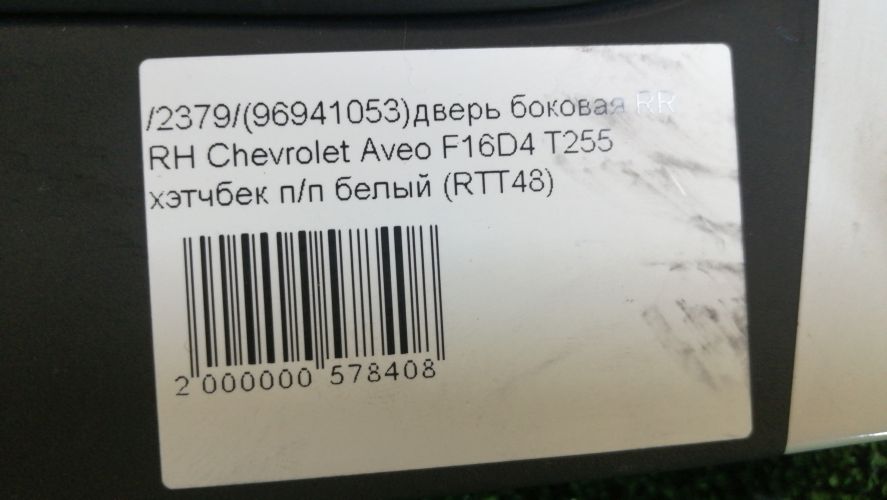 /2379/(96941053)дверь боковая RR
RH Chevrolet Aveo F16D4 T255
хэтчбек п/п белый (RTT48)
2 000000 578408